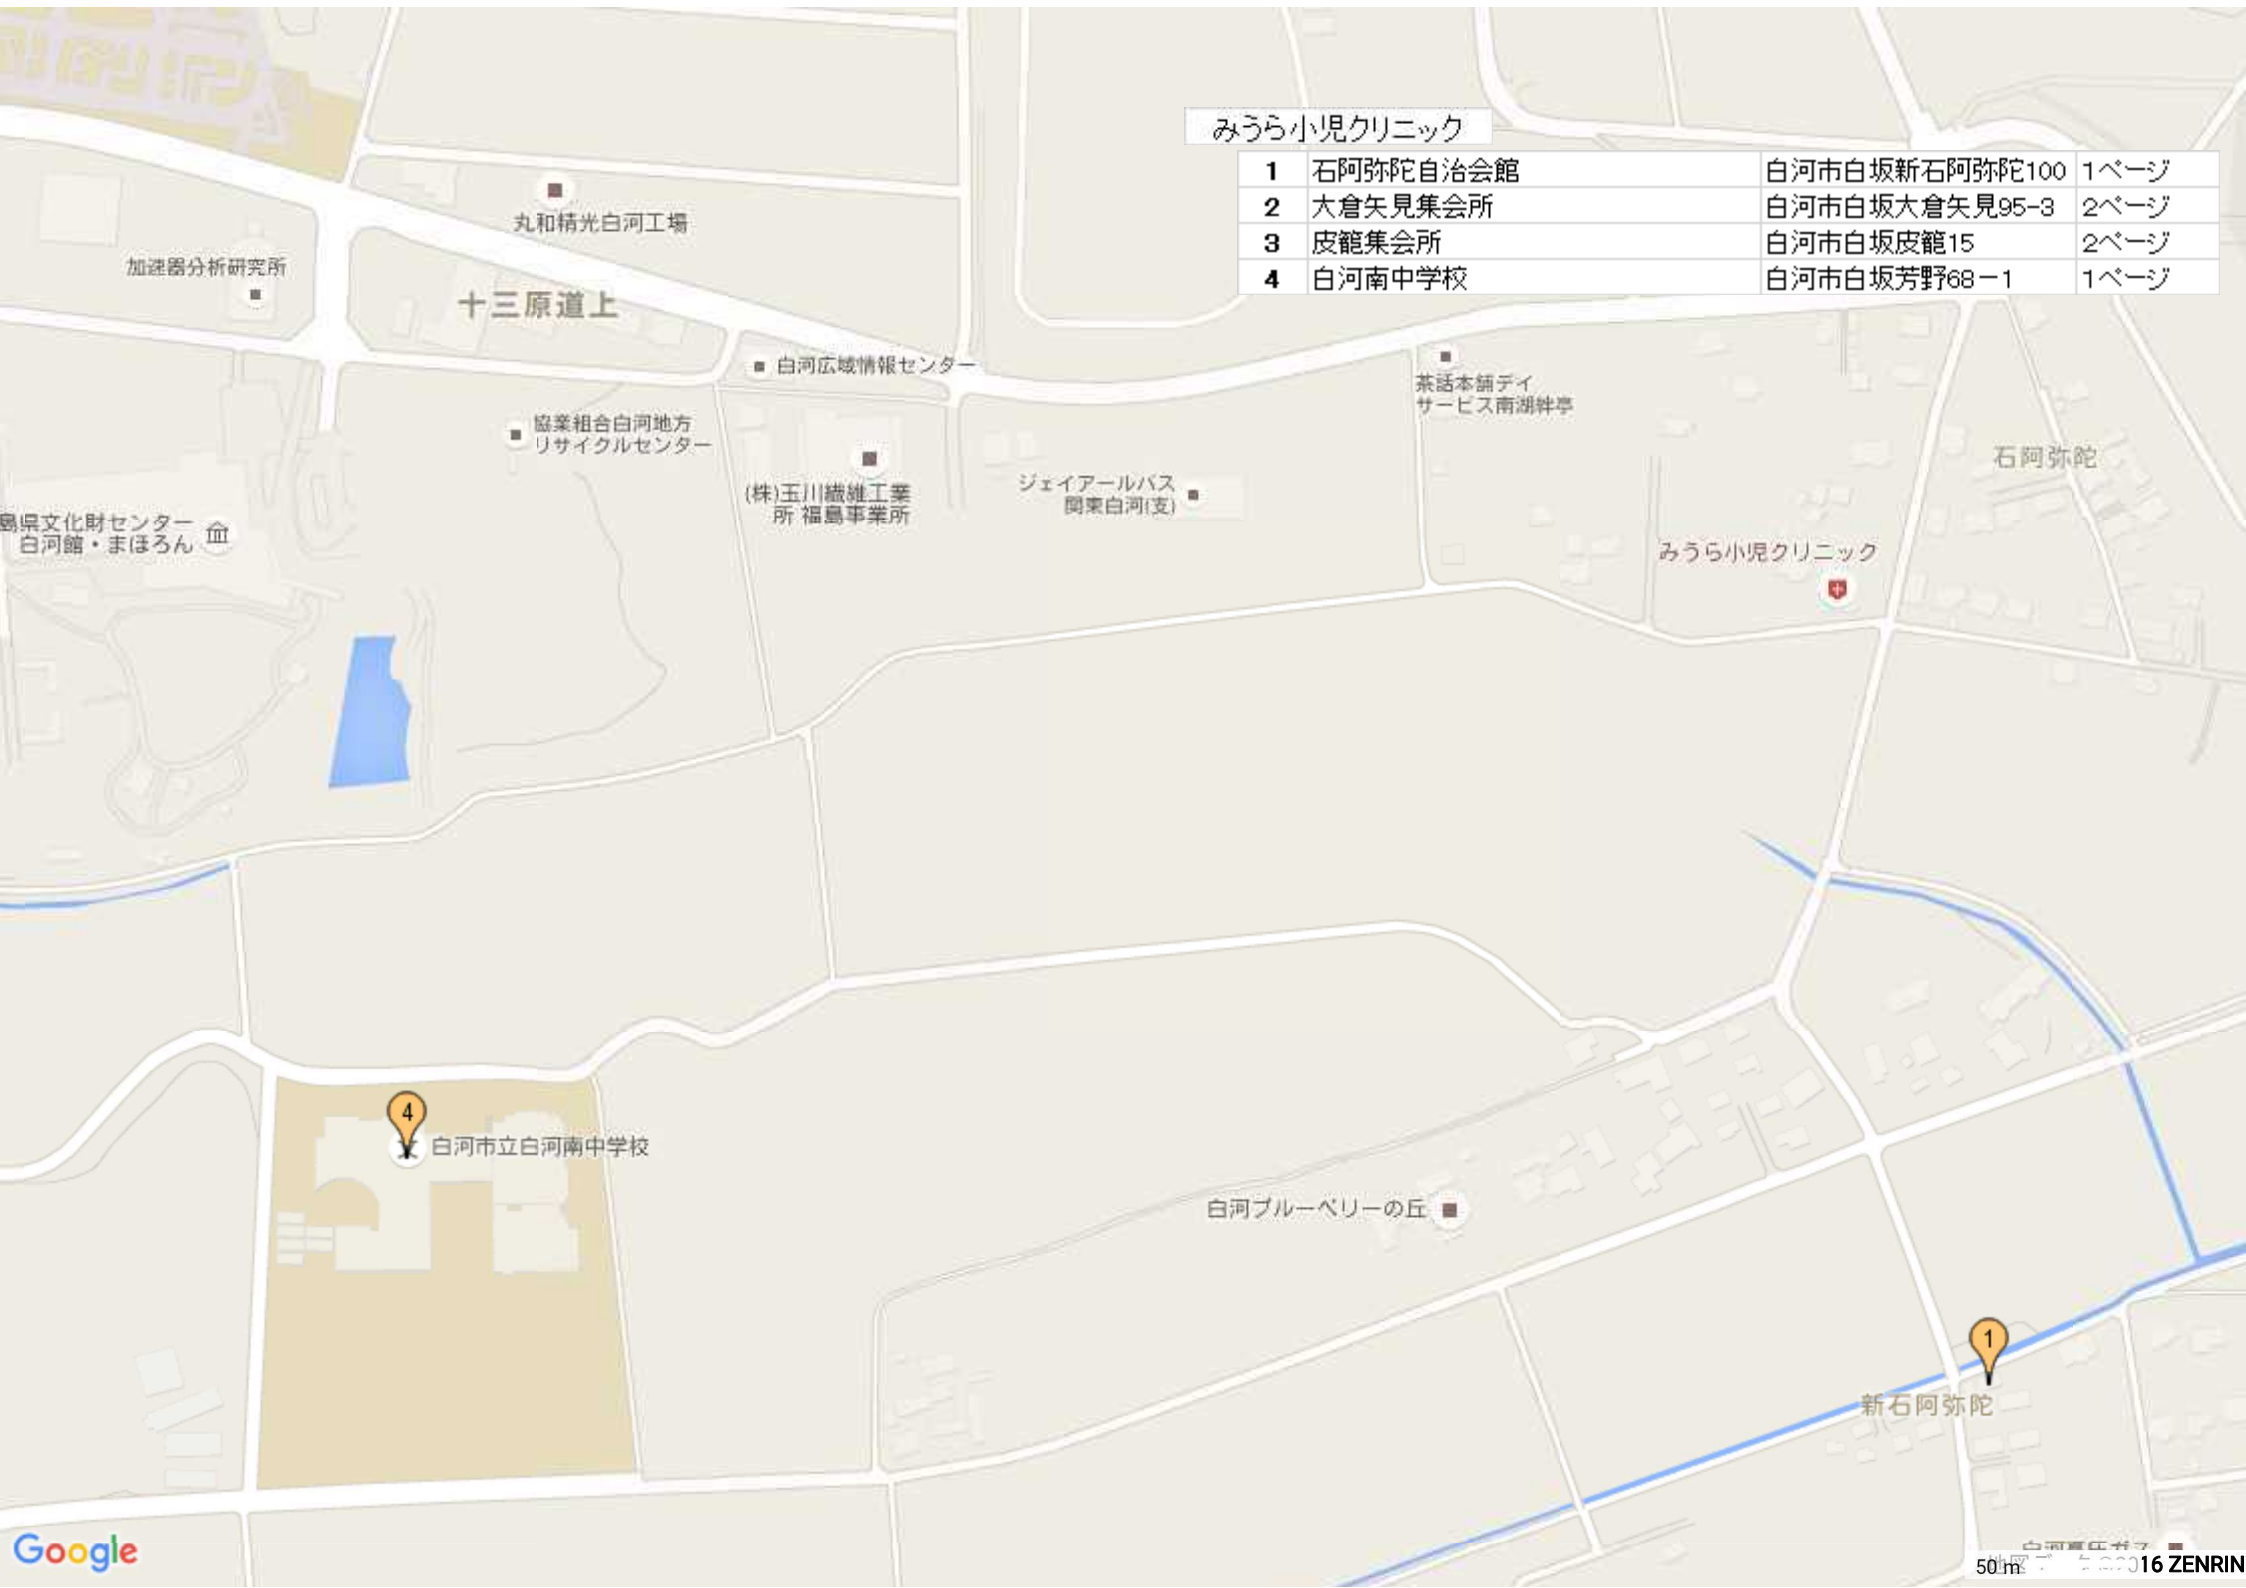 みうら小児クリニック
1 石阿弥陀自治会館 白河市白坂新石阿弥陀100 1ページ
2 大倉矢見集会所 白河市白坂大倉矢見95-3 2ページ
3 皮籠集会所 白河市白坂皮籠15 2ページ
4 白河南中学校 白河市白坂芳野68－1 1ページ
丸和精光白河工場
加速器分析研究所
十三原道上
白河広域情報センター
茶話本舗デイ
サービス南湖絆亭
協業組合白河地方
リサイクルセンター
石阿弥陀
(株)玉川繊維工業
所 福島事業所
ジェイアールバス
関東白河(支)
島県文化財センター
白河館・まほろん
みうら小児クリニック
4
白河市立白河南中学校
白河ブルーベリーの丘
1
新石阿弥陀
Google
50 m
16 ZENRIN